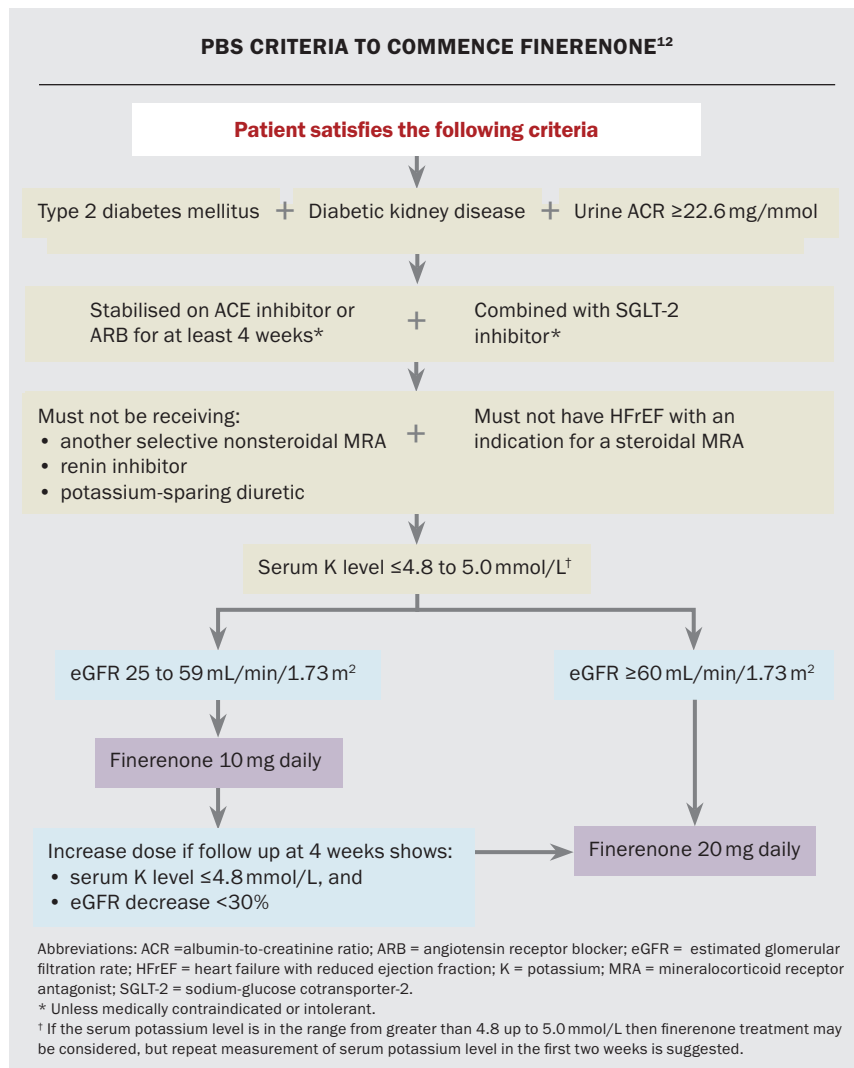 PBS CRITERIA TO COMMENCE FINERENONE¹²
Patient satisfies the following criteria
Type 2 diabetes mellitus + Diabetic kidney disease + Urine ACR ≥22.6 mg/mmol
Stabilised on ACE inhibitor or
ARB for at least 4 weeks*
+
Combined with SGLT-2
inhibitor*
Must not be receiving:
• another selective nonsteroidal MRA
• renin inhibitor
• potassium-sparing diuretic
+
Must not have HFrEF with an
indication for a steroidal MRA
Serum K level ≤4.8 to 5.0 mmol/L†
eGFR 25 to 59 mL/min/1.73 m²
eGFR ≥60 mL/min/1.73 m²
Finerenone 10 mg daily
Increase dose if follow up at 4 weeks shows:
• serum K level ≤4.8 mmol/L, and
• eGFR decrease <30%
Finerenone 20 mg daily
Abbreviations: ACR =albumin-to-creatinine ratio; ARB = angiotensin receptor blocker; eGFR = estimated glomerular
filtration rate; HFrEF = heart failure with reduced ejection fraction; K = potassium; MRA = mineralocorticoid receptor
antagonist; SGLT-2 = sodium-glucose cotransporter-2.
* Unless medically contraindicated or intolerant.
† If the serum potassium level is in the range from greater than 4.8 up to 5.0 mmol/L then finerenone treatment may
be considered, but repeat measurement of serum potassium level in the first two weeks is suggested.